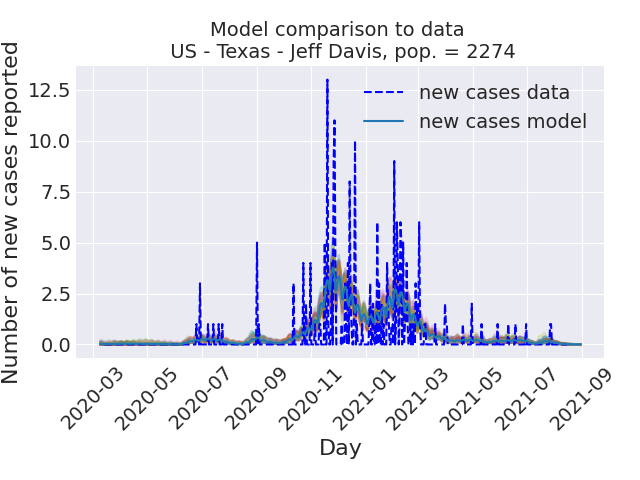 Model comparison to data
US - Texas - Jeff Davis, pop. = 2274
Number of new cases reported
12.5
10.0
7.5
5.0
2.5
0.0
new cases data
new cases model
2020-03
2020-05
2020-07
2020-09
2020-11
2021-01
2021-03
2021-05
2021-07
2021-09
Day